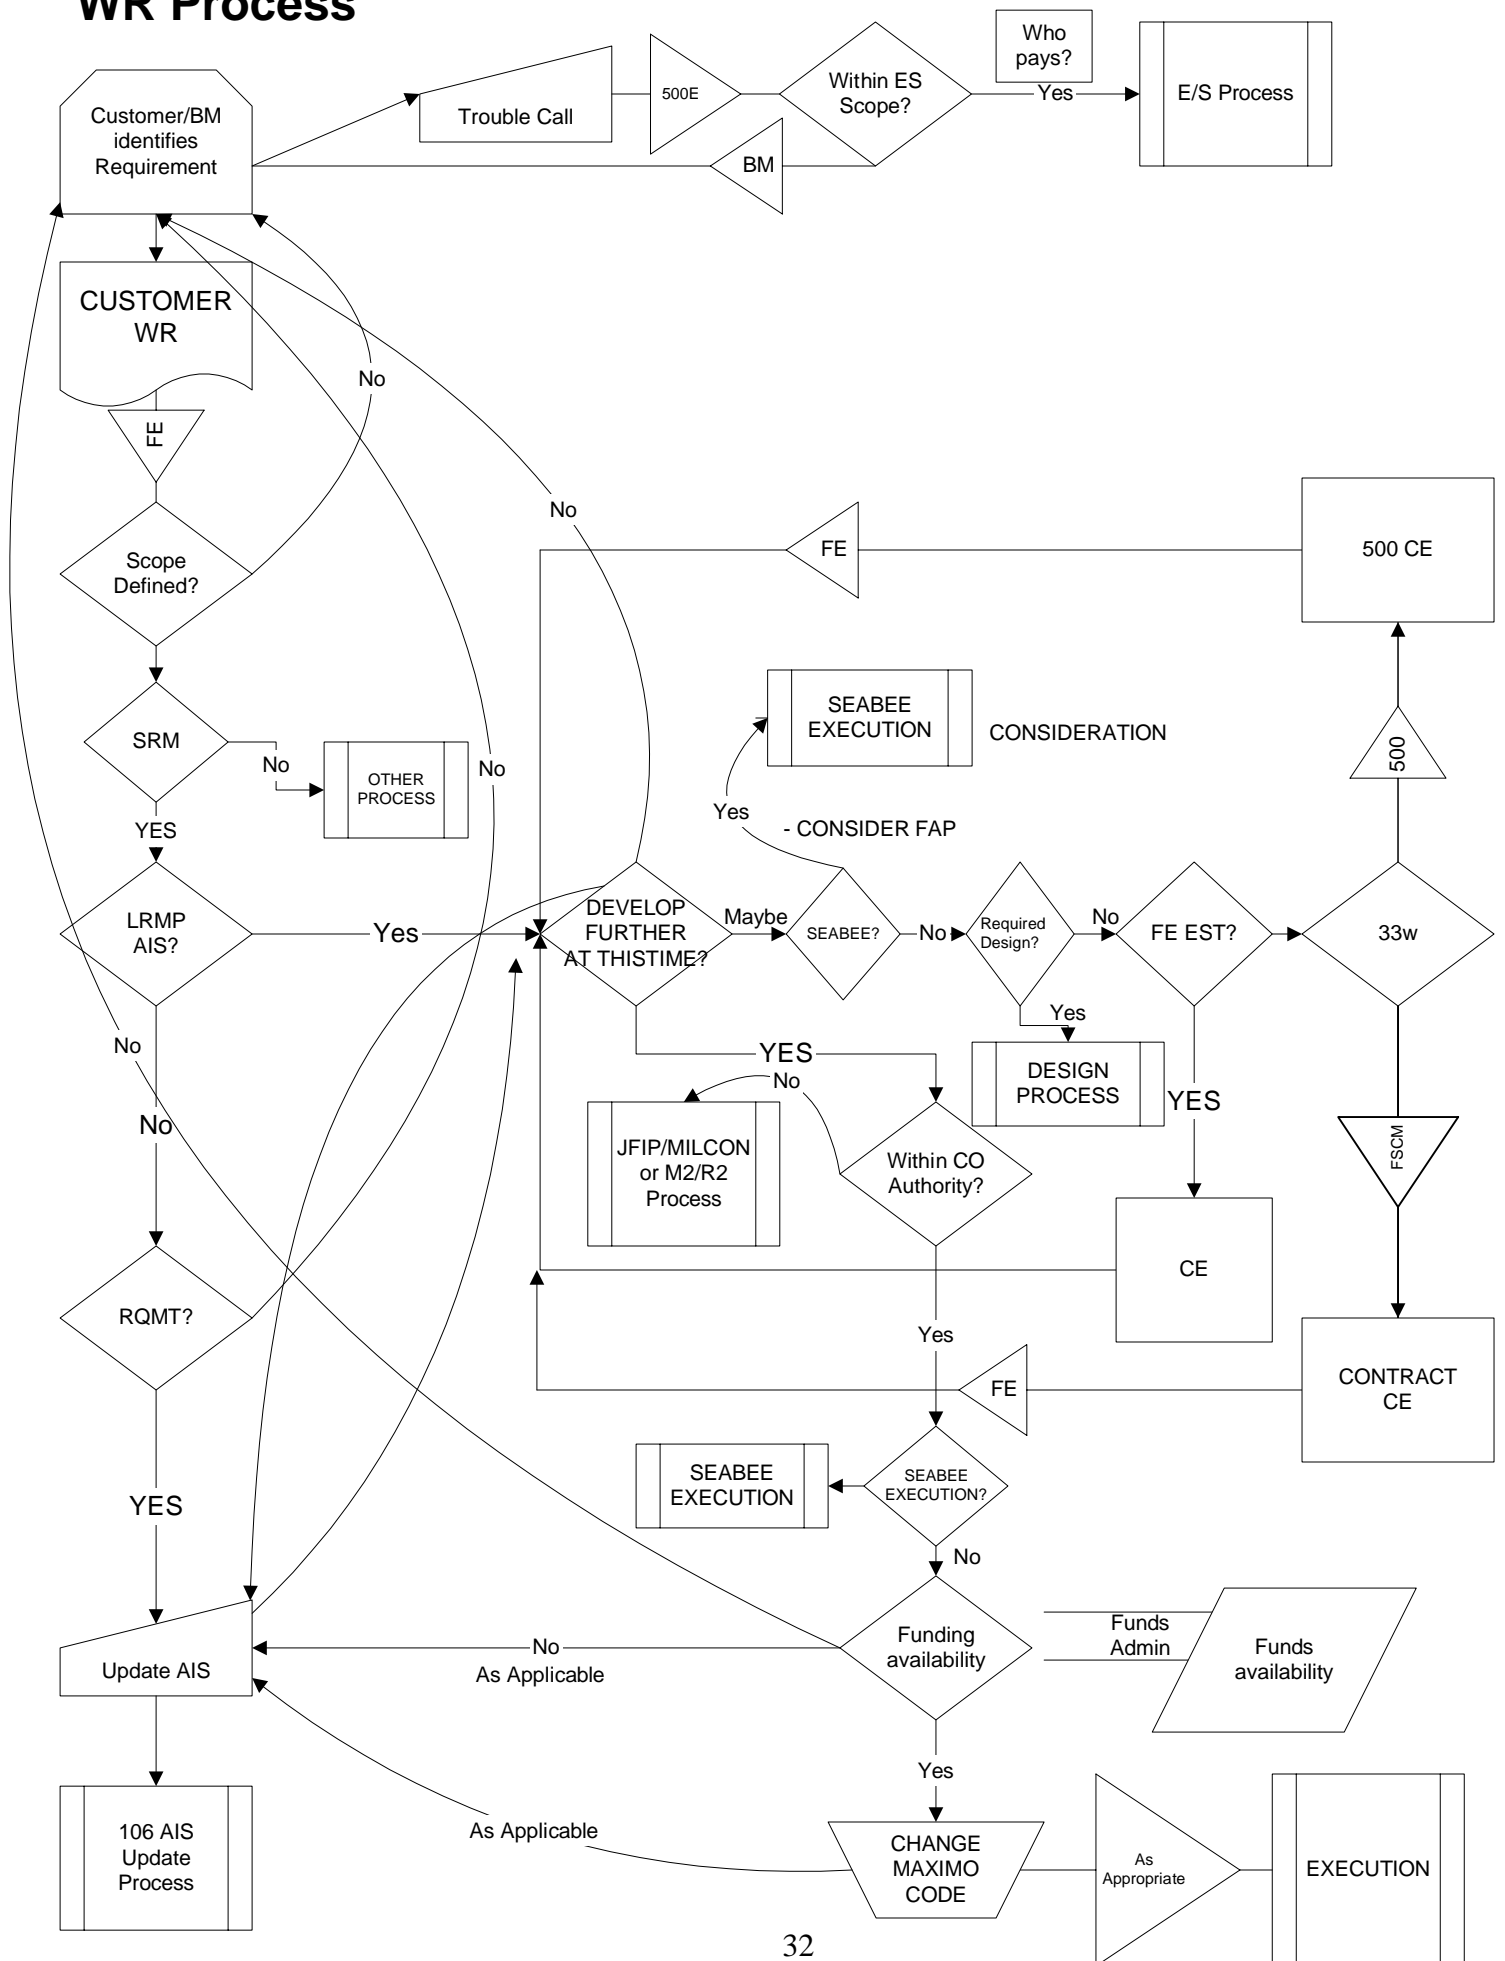 WR Process
Who
pays?
Customer/BM
identifies
Requirement
Trouble Call
500E
Within ES
Scope?
Yes
E/S Process
BM
CUSTOMER
WR
No
FE
No
Scope
Defined?
FE
500 CE
SRM
No
OTHER
PROCESS
No
YES
SEABEE
EXECUTION
CONSIDERATION
500
Yes
- CONSIDER FAP
LRMP
AIS?
Yes
DEVELOP
FURTHER
AT THISTIME?
Maybe
SEABEE?
No
Required
Design?
No
FE EST?
33w
No
No
YES
No
Yes
DESIGN
PROCESS
YES
JFIP/MILCON
or M2/R2
Process
Within CO
Authority?
FSCM
RQMT?
CE
Yes
FE
CONTRACT
CE
YES
SEABEE
EXECUTION
SEABEE
EXECUTION?
No
Update AIS
No
As Applicable
Funding
availability
Funds
Admin
Funds
availability
Yes
106 AIS
Update
Process
As Applicable
CHANGE
MAXIMO
CODE
As
Appropriate
EXECUTION
32